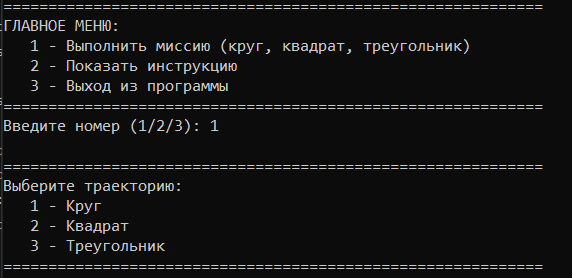 ============================================================
ГЛАВНОЕ МЕНЮ:
1 - Выполнить миссию (круг, квадрат, треугольник)
2 - Показать инструкцию
3 - Выход из программы
============================================================
Введите номер (1/2/3): 1
============================================================
Выберите траекторию:
1 - Круг
2 - Квадрат
3 - Треугольник
============================================================